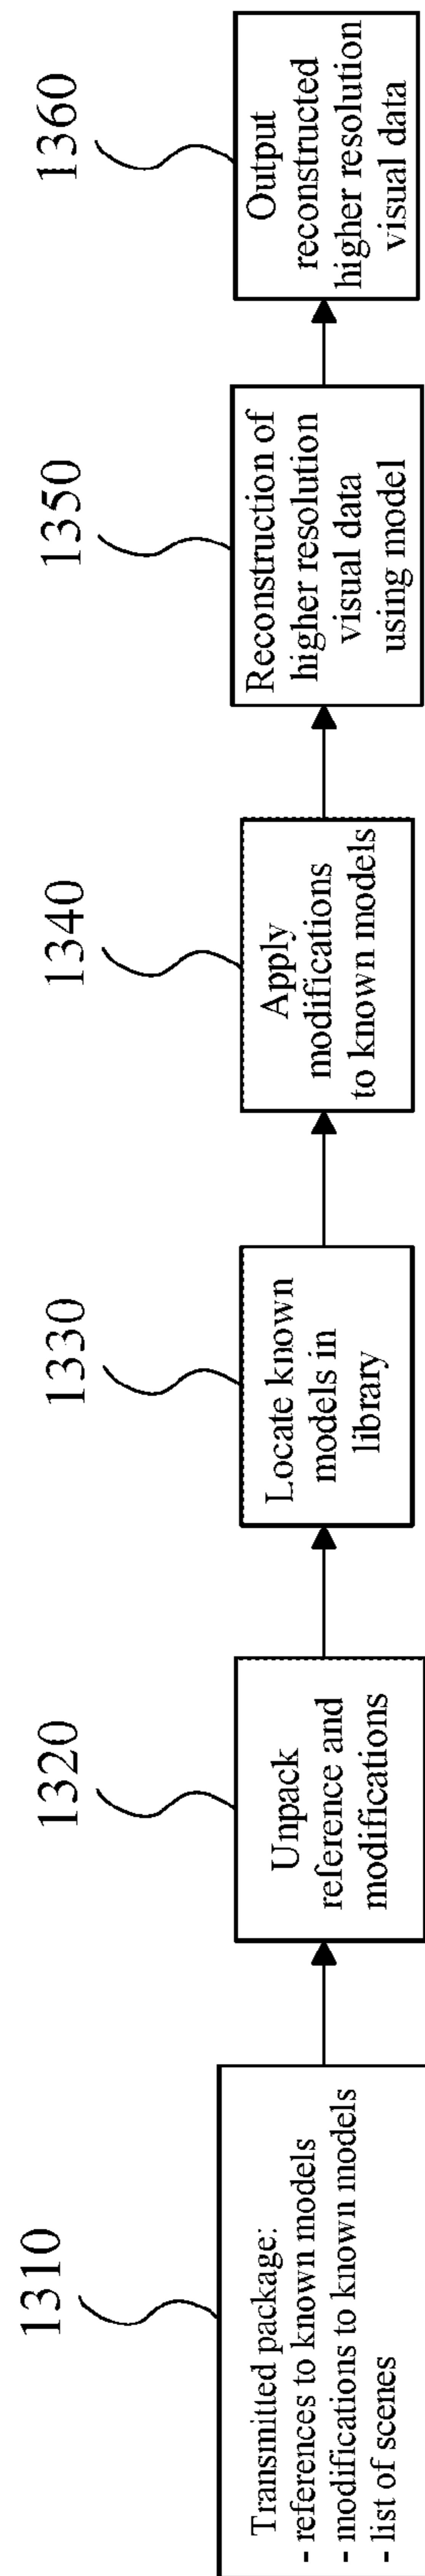 1310
Transmitted package:
- references to known models
- modifications to known models
- list of scenes
1320
Unpack
reference and
modifications
1330
Locate known
models in
library
1340
Apply
modifications
to known models
1350
Reconstruction of
higher resolution
visual data
using model
1360
Output
reconstructed
higher resolution
visual data